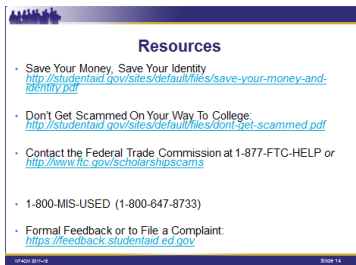 Resources
• Save Your Money, Save Your Identity
http://studentaid.gov/sites/default/files/save-your-money-and-
identity.pdf
• Don't Get Scammed On Your Way To College:
http://studentaid.gov/sites/default/files/dont-get-scammed.pdf
• Contact the Federal Trade Commission at 1-877-FTC-HELP or
http://www.ftc.gov/scholarshipscams
• 1-800-MIS-USED (1-800-647-8733)
• Formal Feedback or to File a Complaint:
https://feedback.studentaid.ed.gov
NT4CM 2017-18
Slide 14